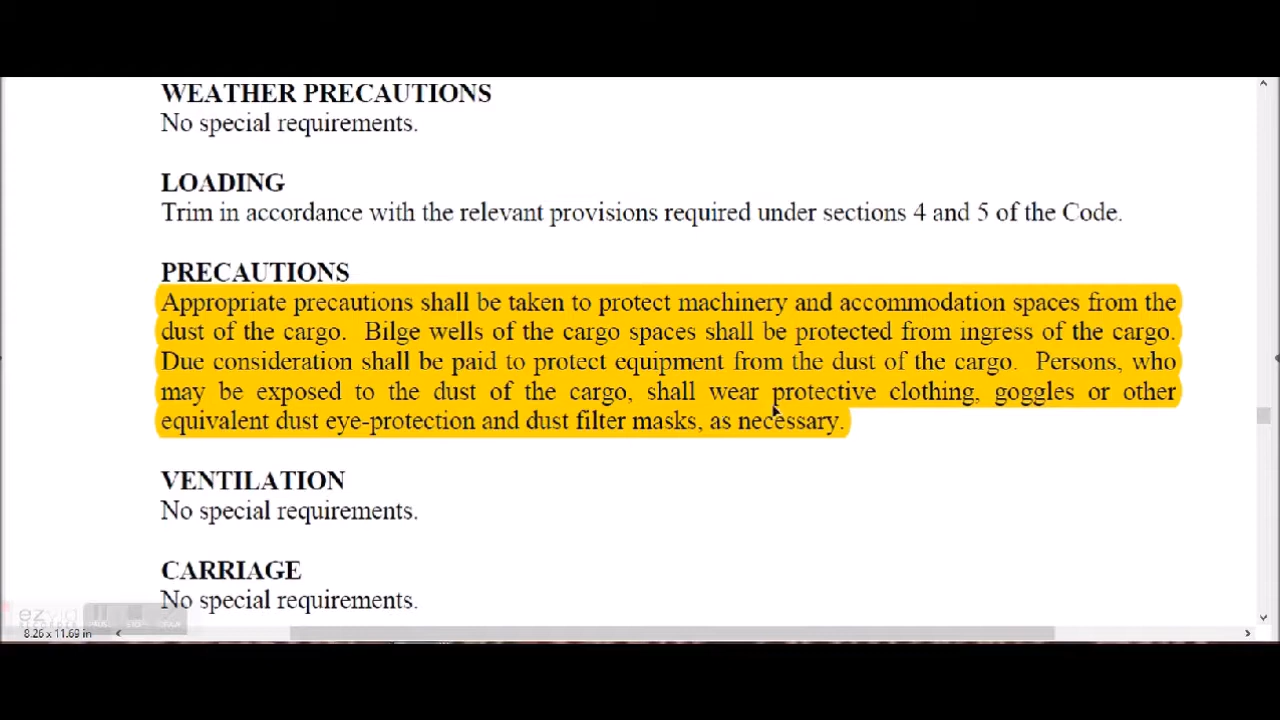 WEATHER PRECAUTIONS
No special requirements.
LOADING
Trim in accordance with the relevant provisions required under sections 4 and 5 of the Code.
PRECAUTIONS
Appropriate precautions shall be taken to protect machinery and accommodation spaces from the
dust of the cargo. Bilge wells of the cargo spaces shall be protected from ingress of the cargo.
Due consideration shall be paid to protect equipment from the dust of the cargo. Persons, who
may be exposed to the dust of the cargo, shall wear protective clothing, goggles or other
equivalent dust eye-protection and dust filter masks, as necessary.
VENTILATION
No special requirements.
CARRIAGE
No special requirements.
ezvid
8.26 x 11.69 in